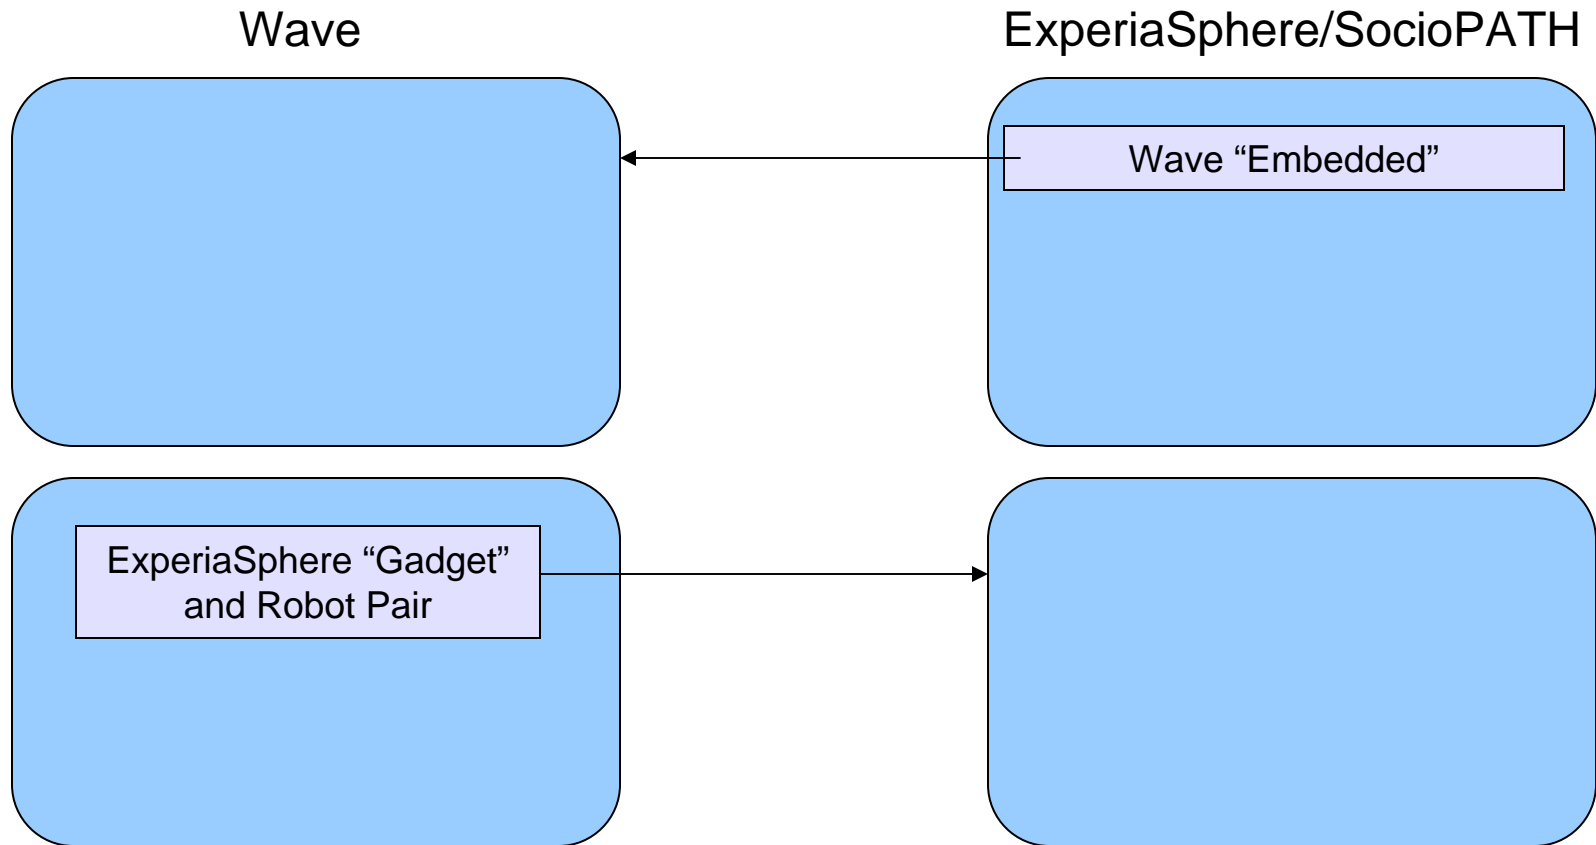 Wave
ExperiaSphere/SocioPATH
Wave “Embedded”
ExperiaSphere “Gadget”
and Robot Pair